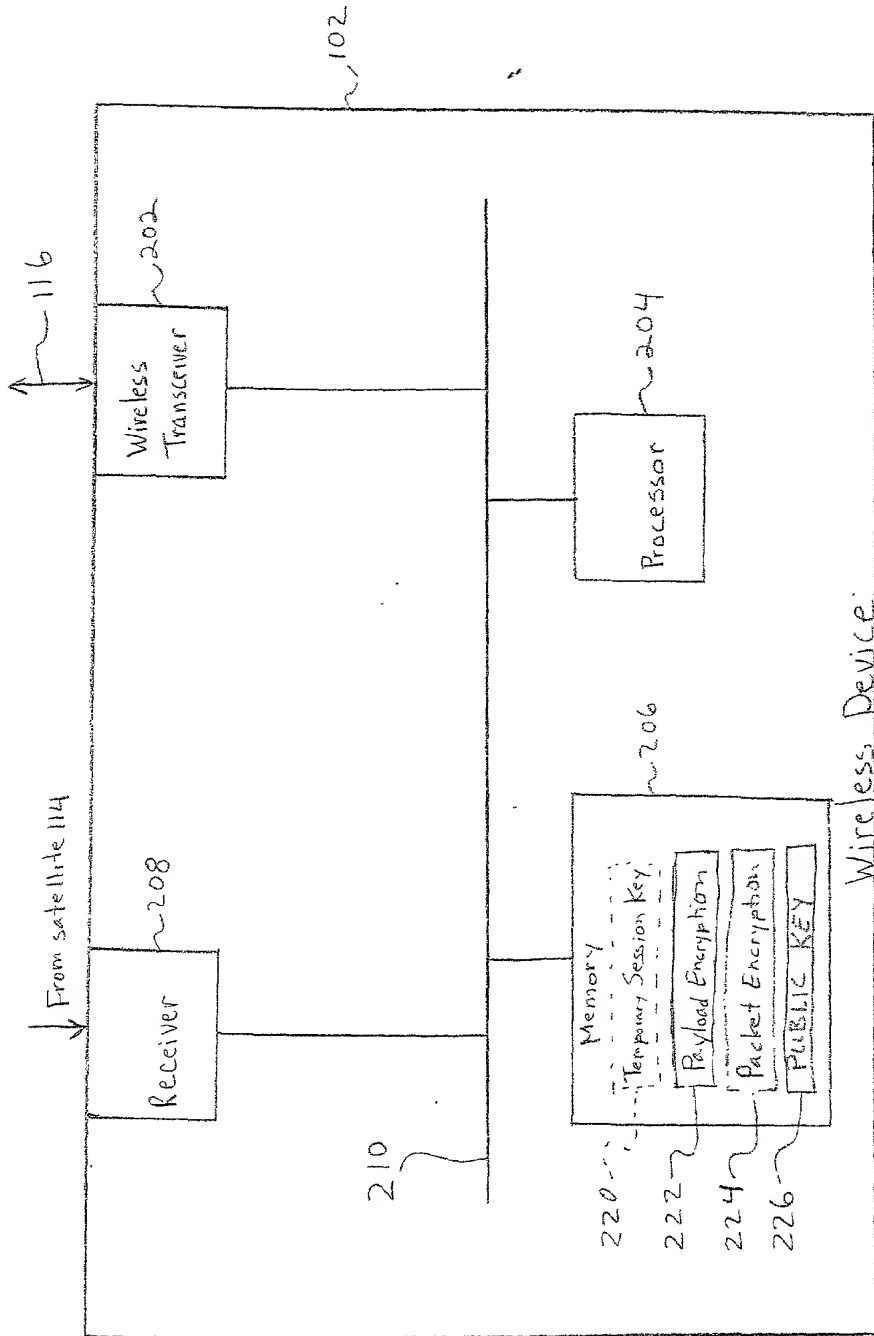 116
102
From satellite 114
208
202
Receiver
Wireless
Transceiver
210
206
204
Memory
Temporary Session Key
Payload Encryption
Packet Encryption
PUBLIC KEY
Processor
220
222
224
226
Wireless Device